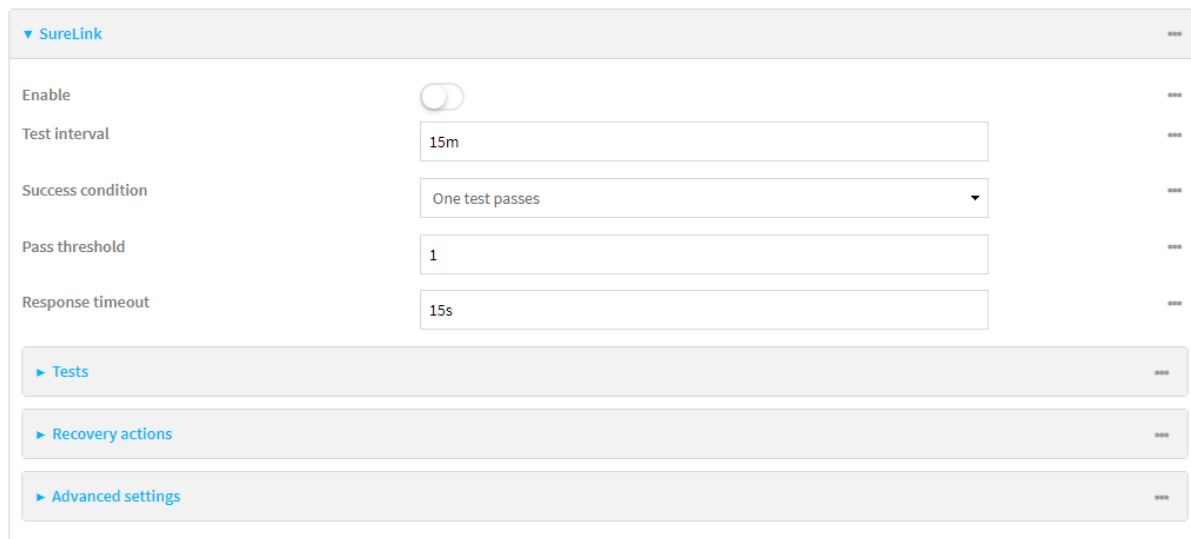 SureLink
Enable
Test interval
15m
Success condition
One test passes
Pass threshold
1
Response timeout
15s
Tests
Recovery actions
Advanced settings